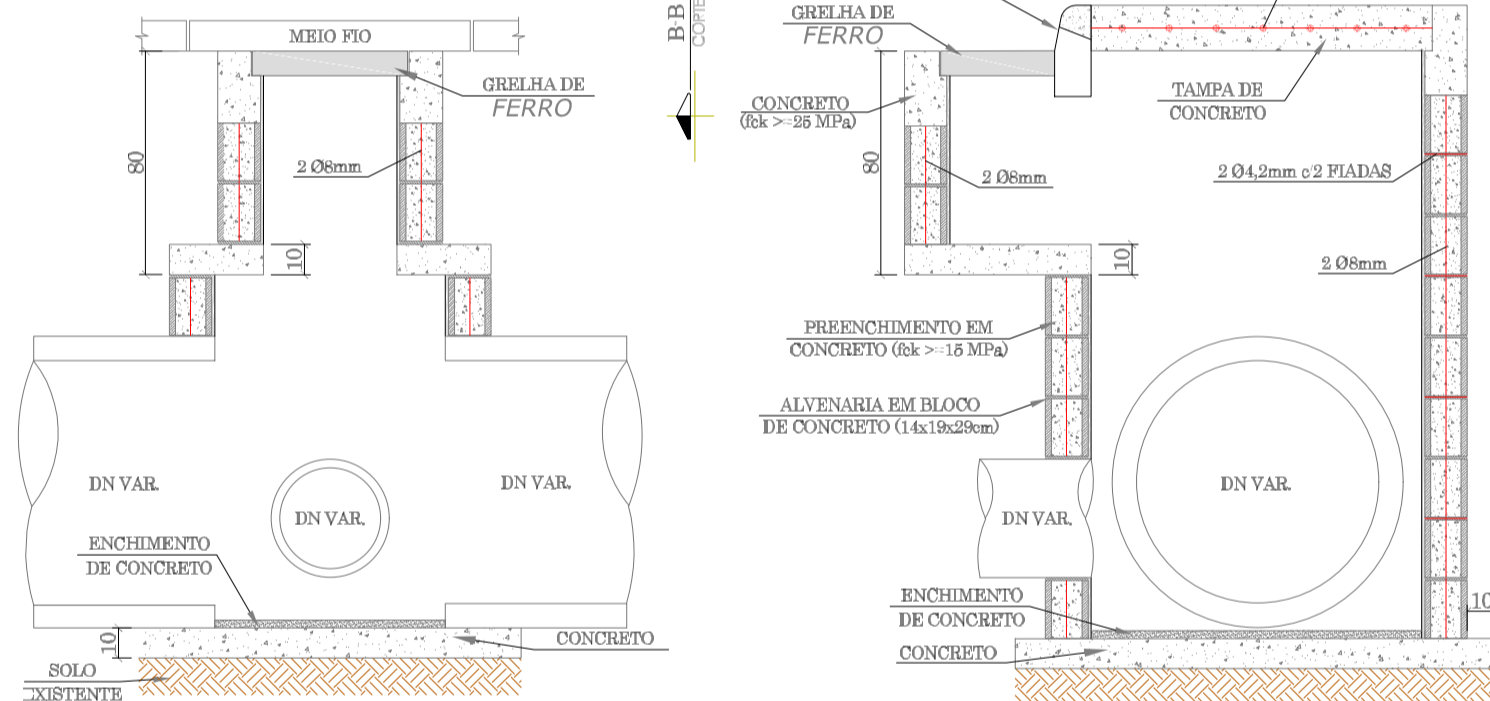 MEIO FIO
GRELHA DE
FERRO
80
2 Ø8mm
10
DN VAR.
DN VAR.
DN VAR.
ENCHIMENTO
DE CONCRETO
10
CONCRETO
SOLO
EXISTENTE
B-B
CORTE
GRELHA DE
FERRO
CONCRETO
(fck >=25 MPa)
TAMPA DE
CONCRETO
80
2 Ø8mm
2 Ø4,2mm c/2 FIADAS
10
2 Ø8mm
PREENCHIMENTO EM
CONCRETO (fck >=15 MPa)
ALVENARIA EM BLOCO
DE CONCRETO (14x19x29cm)
DN VAR.
DN VAR.
ENCHIMENTO
DE CONCRETO
10
CONCRETO